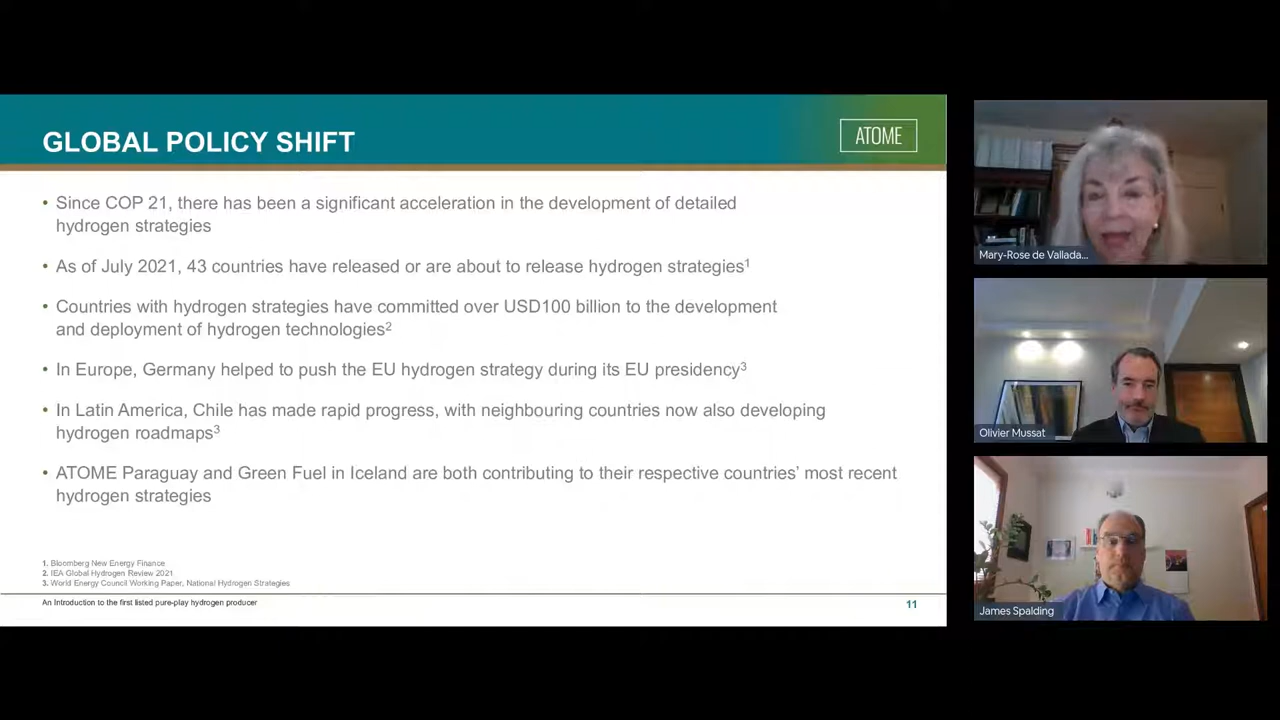 GLOBAL POLICY SHIFT
ATOME
• Since COP 21, there has been a significant acceleration in the development of detailed
hydrogen strategies
• As of July 2021, 43 countries have released or are about to release hydrogen strategies¹
• Countries with hydrogen strategies have committed over USD100 billion to the development
and deployment of hydrogen technologies²
• In Europe, Germany helped to push the EU hydrogen strategy during its EU presidency³
• In Latin America, Chile has made rapid progress, with neighbouring countries now also developing
hydrogen roadmaps³
• ATOME Paraguay and Green Fuel in Iceland are both contributing to their respective countries’ most recent
hydrogen strategies
1. Bloomberg New Energy Finance
2. IEA Global Hydrogen Review 2021
3. World Energy Council Working Paper, National Hydrogen Strategies
An Introduction to the first listed pure-play hydrogen producer
11
Mary-Rose de Vallada...
Olivier Mussat
James Spalding